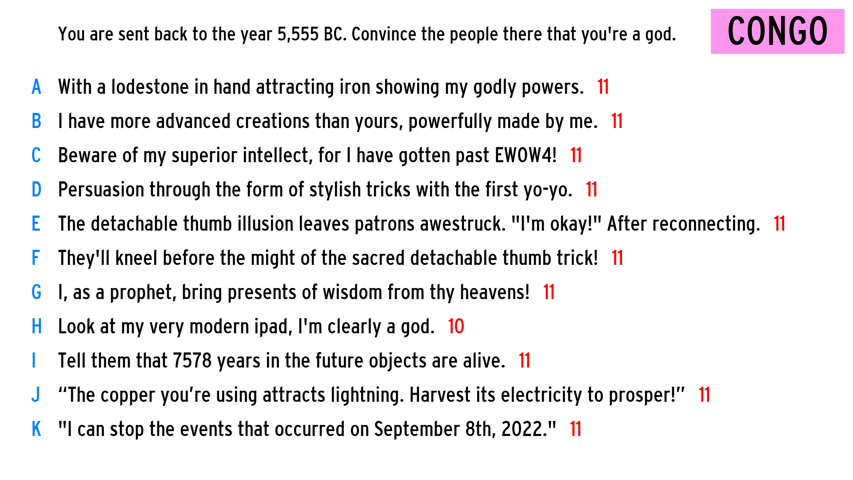 You are sent back to the year 5,555 BC. Convince the people there that you're a god.
CONGO
A With a lodestone in hand attracting iron showing my godly powers. 11
B I have more advanced creations than yours, powerfully made by me. 11
C Beware of my superior intellect, for I have gotten past EWOW4! 11
D Persuasion through the form of stylish tricks with the first yo-yo. 11
E The detachable thumb illusion leaves patrons awestruck. "I'm okay!" After reconnecting. 11
F They'll kneel before the might of the sacred detachable thumb trick! 11
G I, as a prophet, bring presents of wisdom from thy heavens! 11
H Look at my very modern ipad, I'm clearly a god. 10
I Tell them that 7578 years in the future objects are alive. 11
J “The copper you’re using attracts lightning. Harvest its electricity to prosper!” 11
K "I can stop the events that occurred on September 8th, 2022." 11